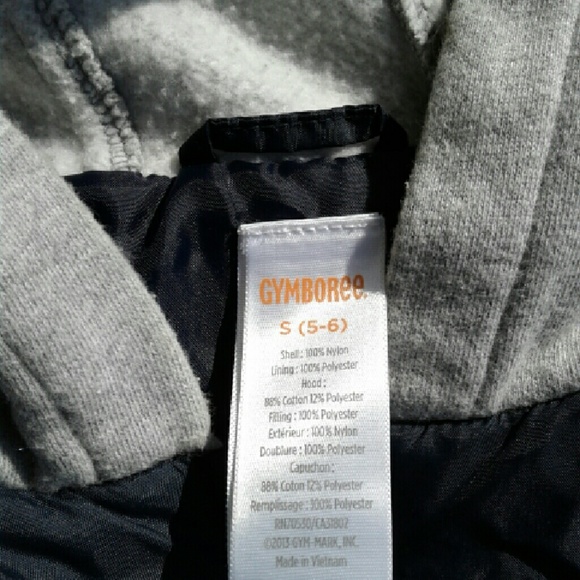 GYMBOREE
S (5-6)
Shell: 100% Nylon
Lining: 100% Polyester
Hood:
88% Cotton 12% Polyester
Filling: 100% Polyester
Extérieur: 100% Nylon
Doublure: 100% Polyester
Capuchon:
88% Coton 12% Polyester
Remplissage: 100% Polyester
RN70530/CA31802
©2013 GYM-MARK, INC.
Made in Vietnam